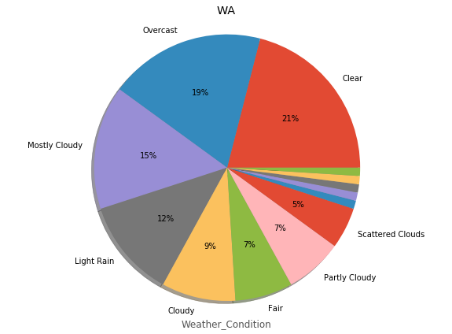 WA
Overcast
Clear
19%
21%
Mostly Cloudy
15%
12%
9%
7%
7%
5%
Scattered Clouds
Light Rain
Partly Cloudy
Cloudy
Fair
Weather_Condition